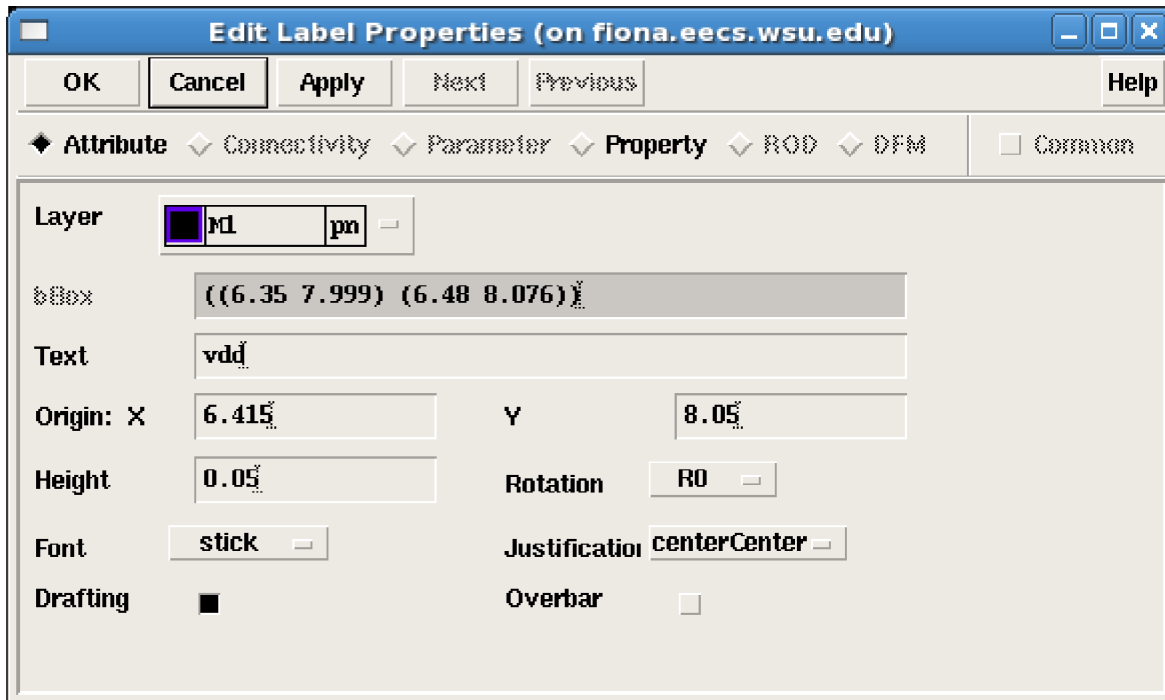 Edit Label Properties (on fiona.eecs.wsu.edu)
OK Cancel Apply Next Previous Help
Attribute Connectivity Parameter Property ROD DFM Common
Layer M1 pn
bBox ((6.35 7.999) (6.48 8.076))
Text vdd
Origin: X 6.415 Y 8.05
Height 0.05 Rotation R0
Font stick Justification centerCenter
Drafting Overbar